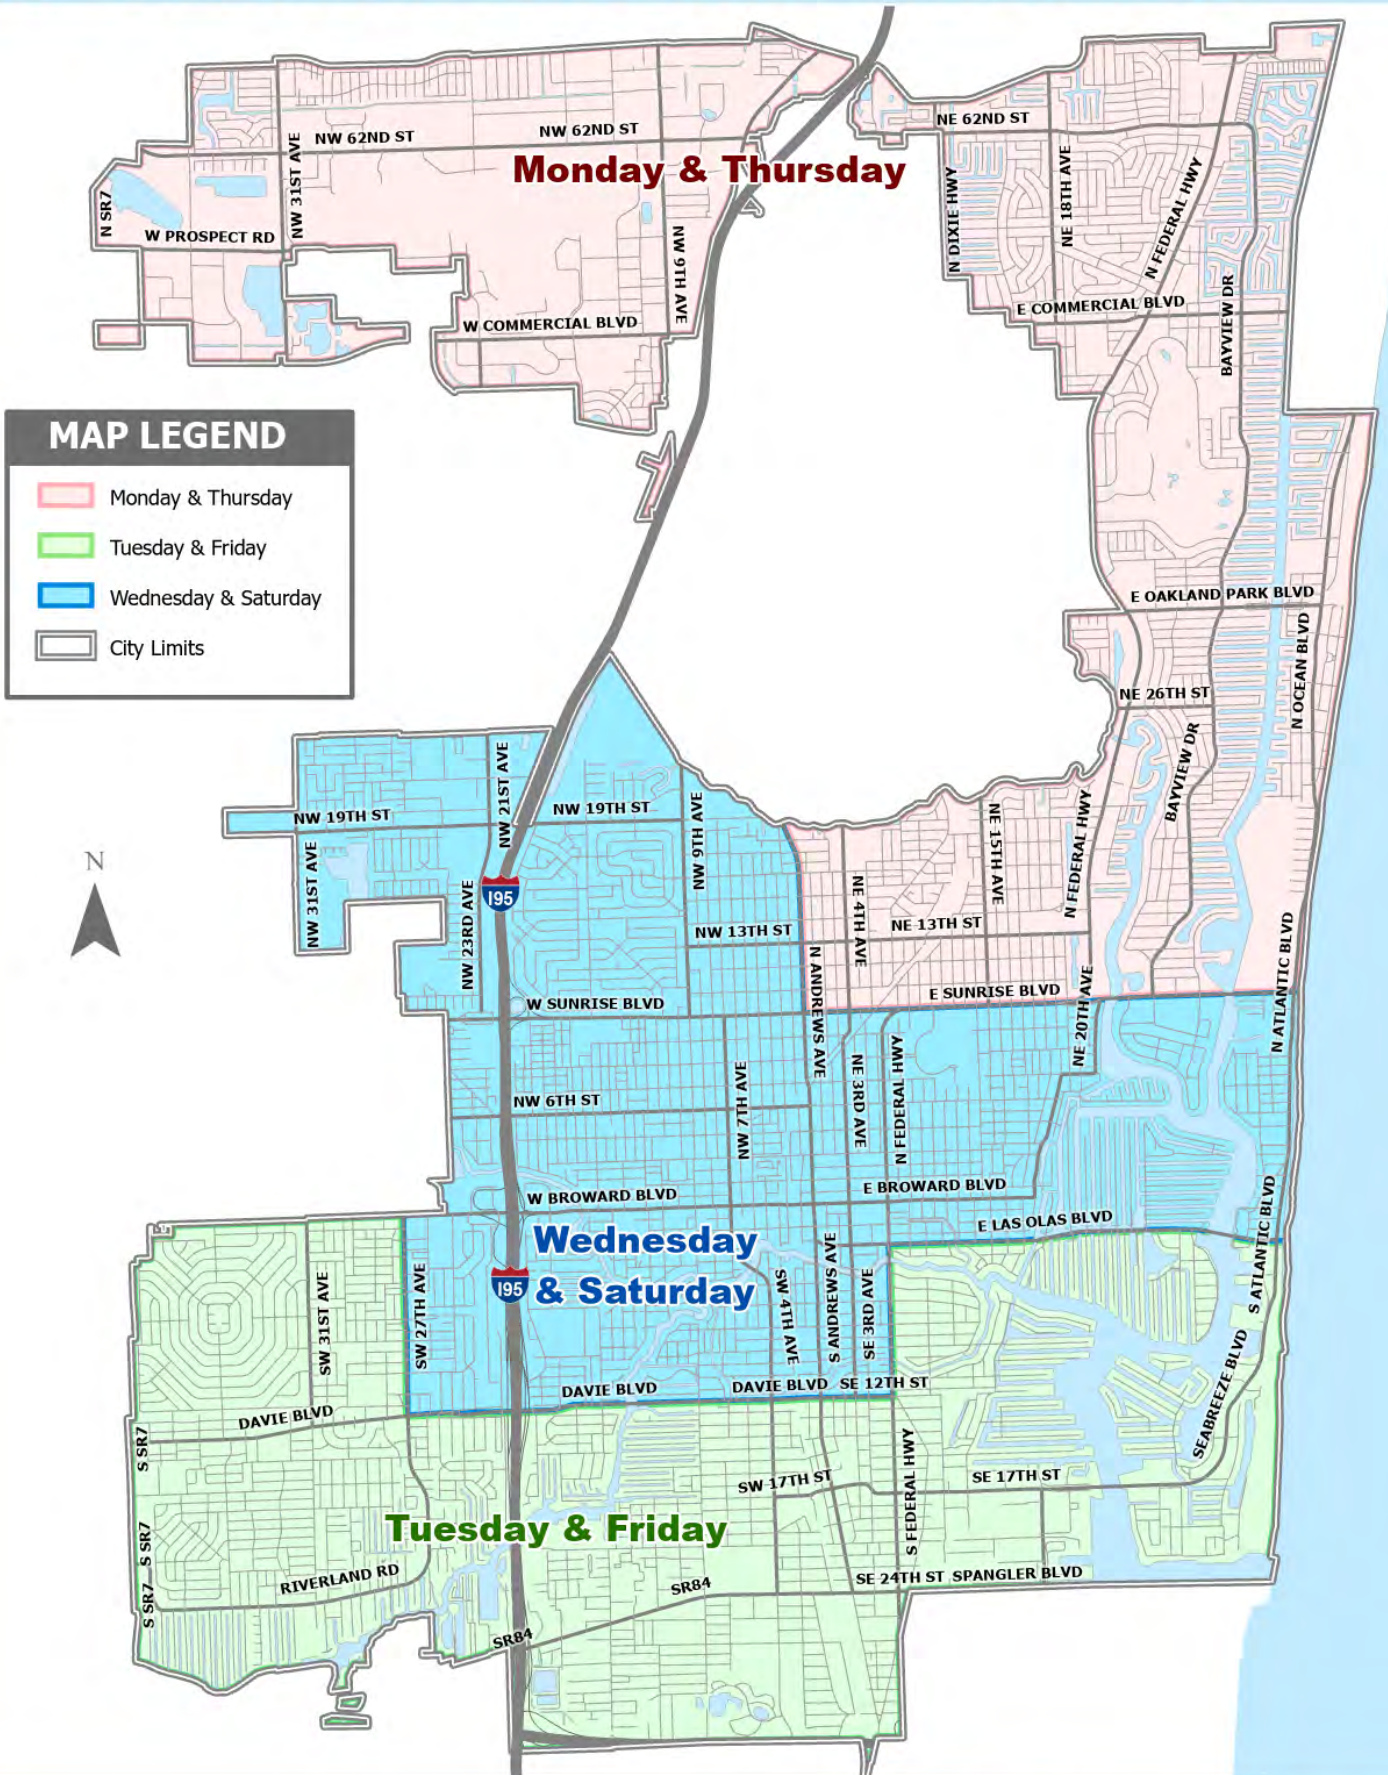 NE 62ND ST
NW 62ND ST
NW 62ND ST
NW 31ST AVE
Monday & Thursday
NE 18TH AVE
N DIXIE HWY
N FEDERAL HWY
N SR7
W PROSPECT RD
NW 9TH AVE
BAYVIEW DR
E COMMERCIAL BLVD
W COMMERCIAL BLVD
MAP LEGEND
Monday & Thursday
Tuesday & Friday
Wednesday & Saturday
City Limits
E OAKLAND PARK BLVD
N OCEAN BLVD
NE 26TH ST
BAYVIEW DR
NW 21ST AVE
NW 19TH ST
NW 19TH ST
NW 9TH AVE
NE 15TH AVE
N FEDERAL HWY
N
NW 31ST AVE
NW 23RD AVE
I95
NE 4TH AVE
NE 13TH ST
NW 13TH ST
N ATLANTIC BLVD
N ANDREWS AVE
NE 20TH AVE
E SUNRISE BLVD
W SUNRISE BLVD
NE 3RD AVE
N FEDERAL HWY
NW 7TH AVE
NW 6TH ST
E BROWARD BLVD
W BROWARD BLVD
E LAS OLAS BLVD
S ATLANTIC BLVD
Wednesday
& Saturday
I95
SW 31ST AVE
SW 27TH AVE
SW 4TH AVE
S ANDREWS AVE
SE 3RD AVE
DAVIE BLVD
DAVIE BLVD
SE 12TH ST
SEABREEZE BLVD
DAVIE BLVD
S SR7
S FEDERAL HWY
SW 17TH ST
SE 17TH ST
Tuesday & Friday
S SR7
S SR7
RIVERLAND RD
SR84
SE 24TH ST
SPANGLER BLVD
SR84